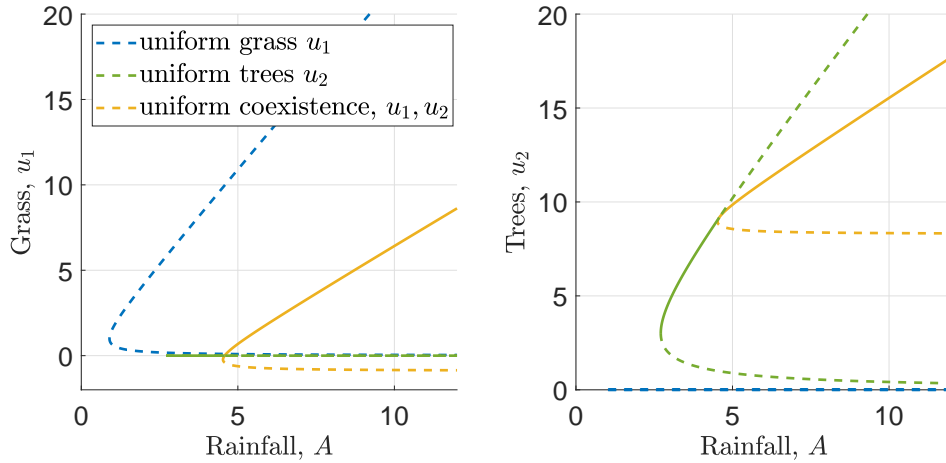 20
15
10
5
0
Grass, u₁
uniform grass u₁
uniform trees u₂
uniform coexistence, u₁, u₂
0
5
10
Rainfall, A
20
15
10
5
0
Trees, u₂
0
5
10
Rainfall, A